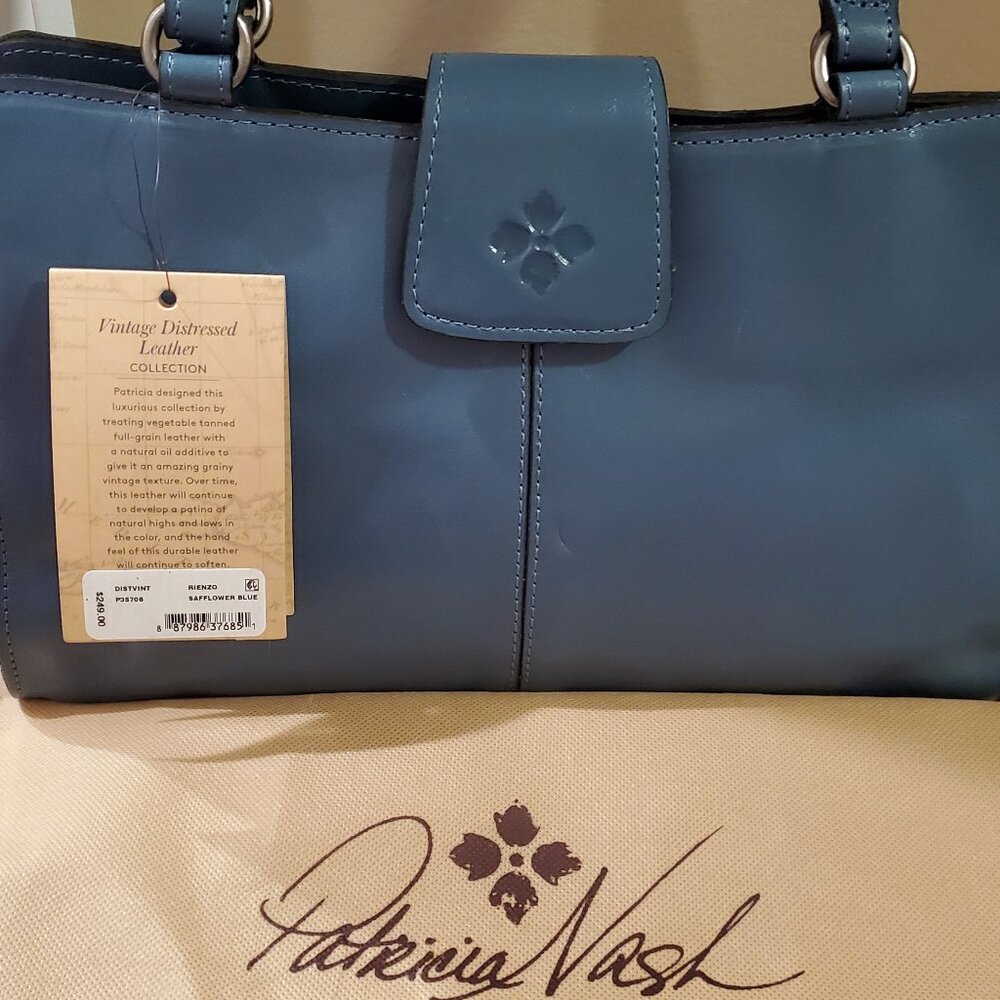 Vintage Distressed
Leather
COLLECTION
Patricia designed this
luxurious collection by
treating vegetable tanned
full-grain leather with
a natural oil additive to
give it an amazing grainy
vintage texture. Over time,
this leather will continue
to develop a patina of
natural highs and lows in
the color, and the hand
feel of this durable leather
will continue to soften.
DISTVINT RIENZO
P35706 SAFFLOWER BLUE
$249.00
8 87986 37685 1
Patricia Nash